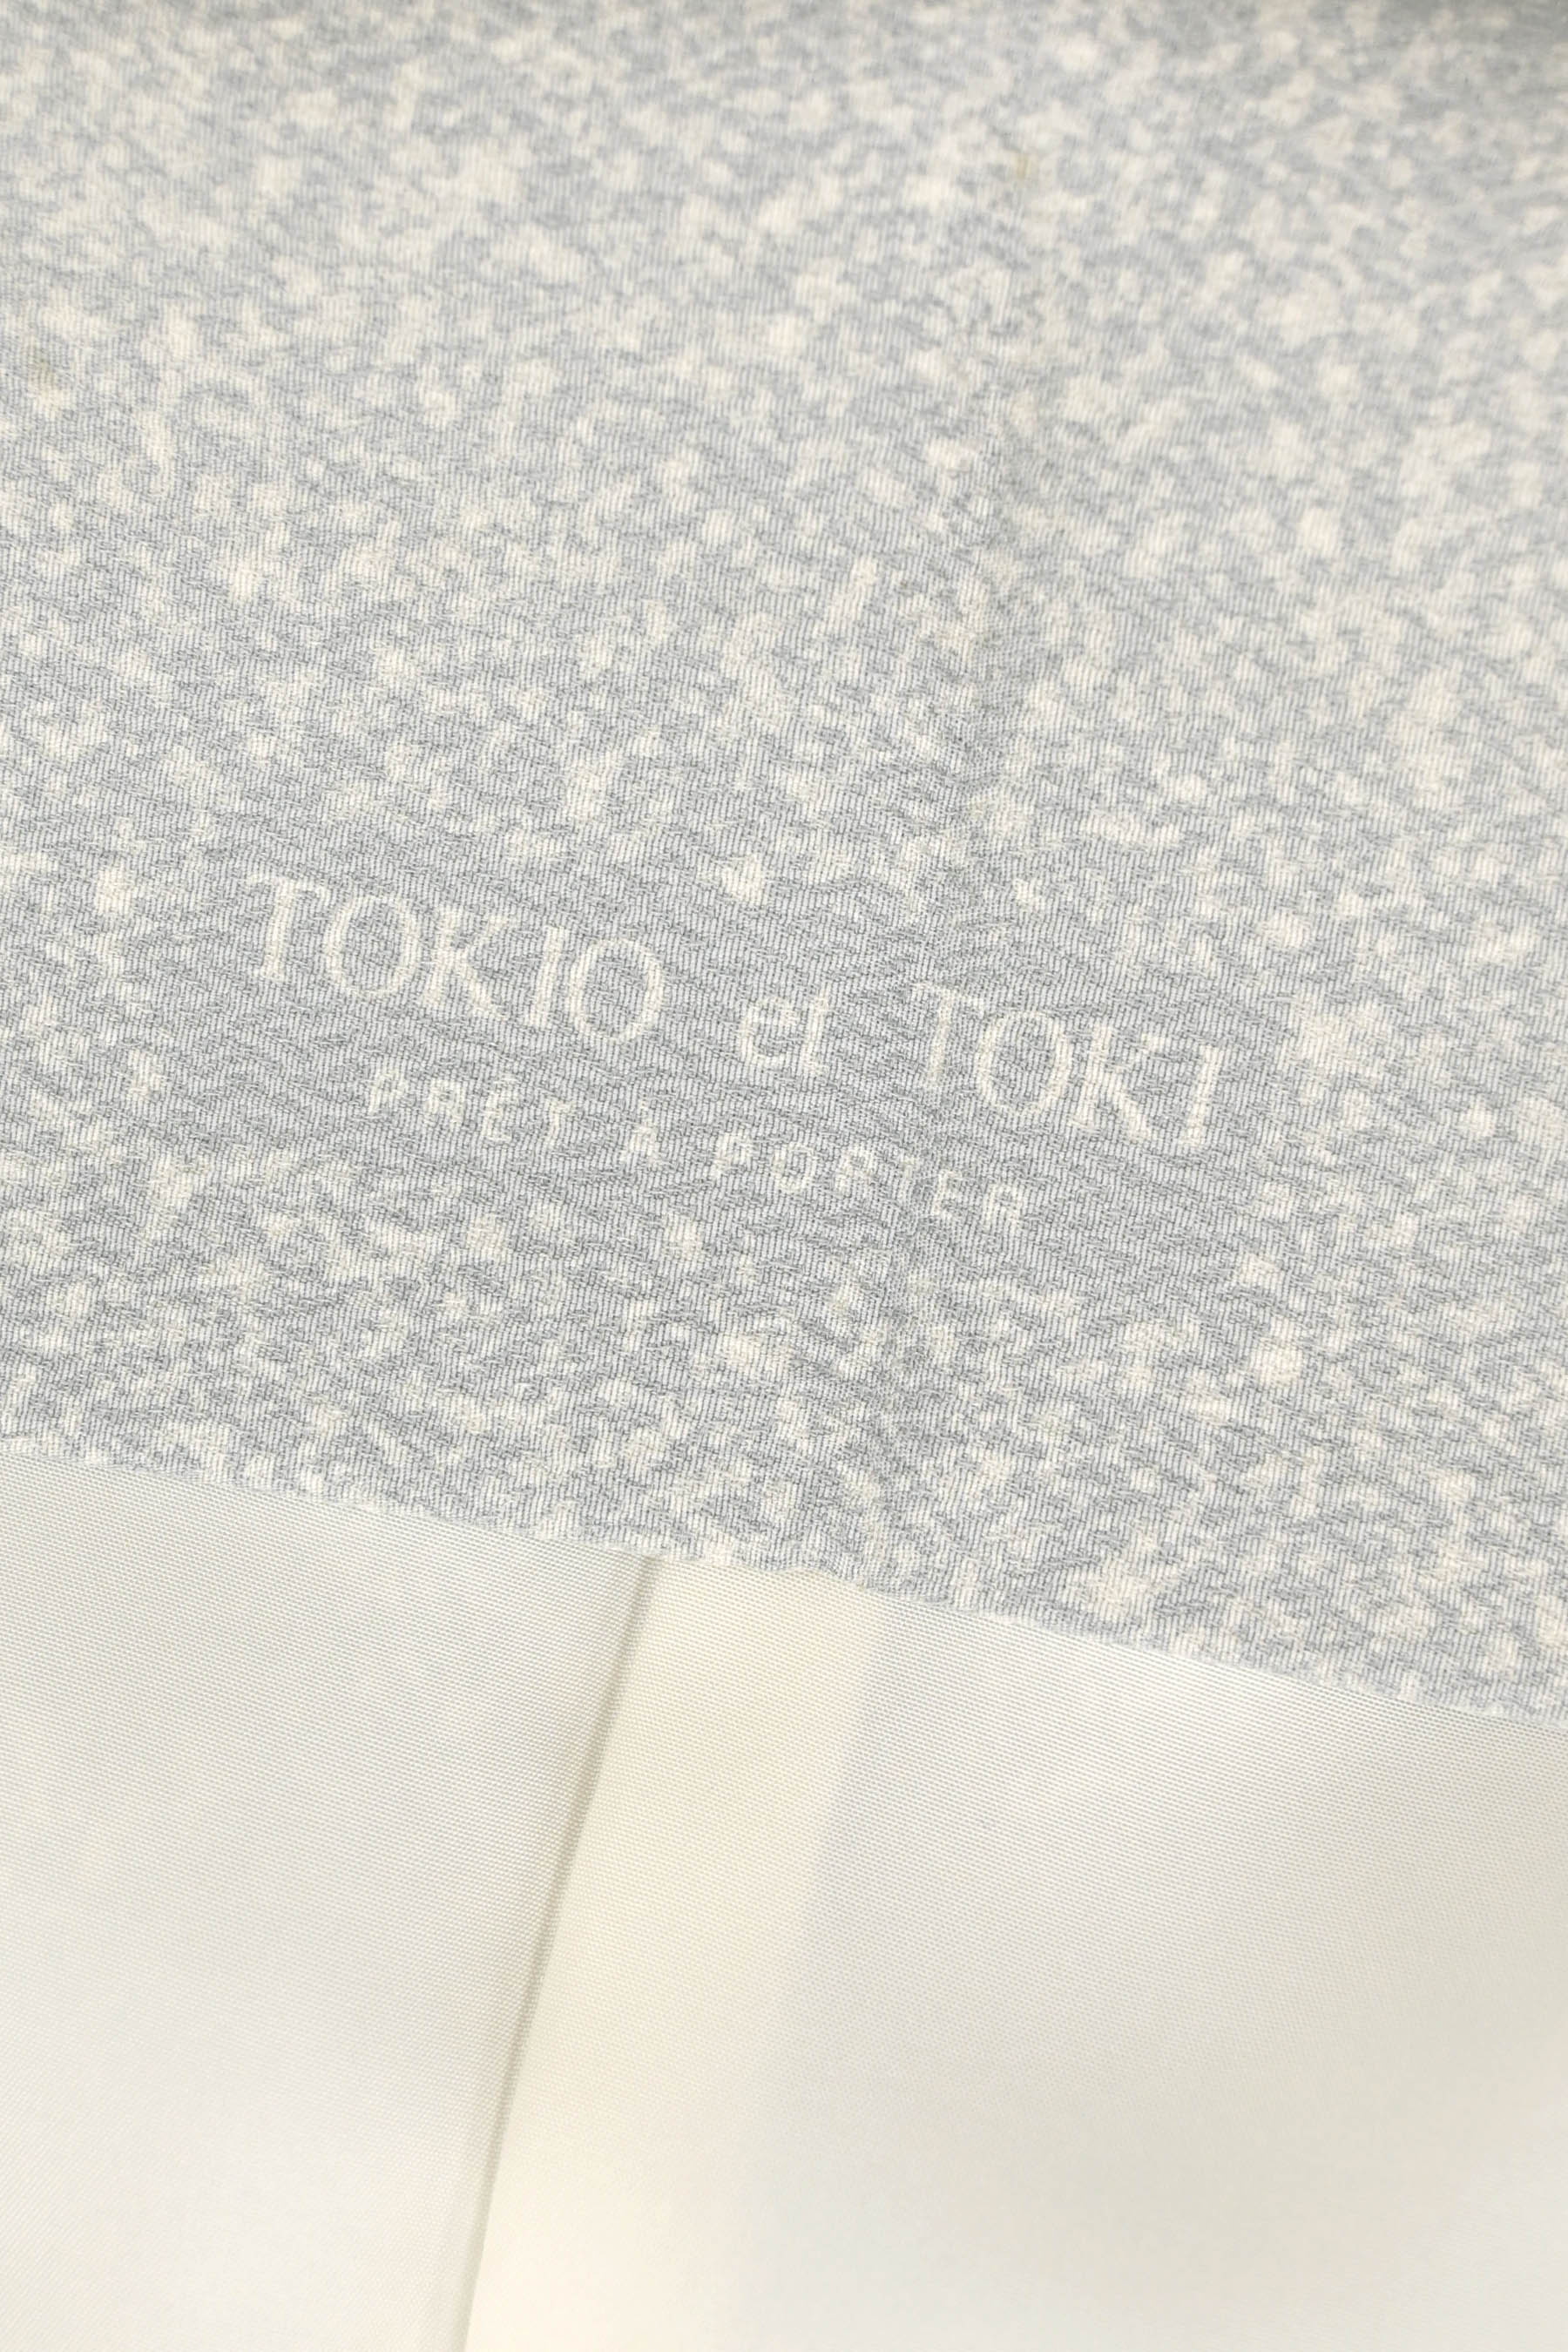 TOKIO et TOKI
PRÊT À PORTER